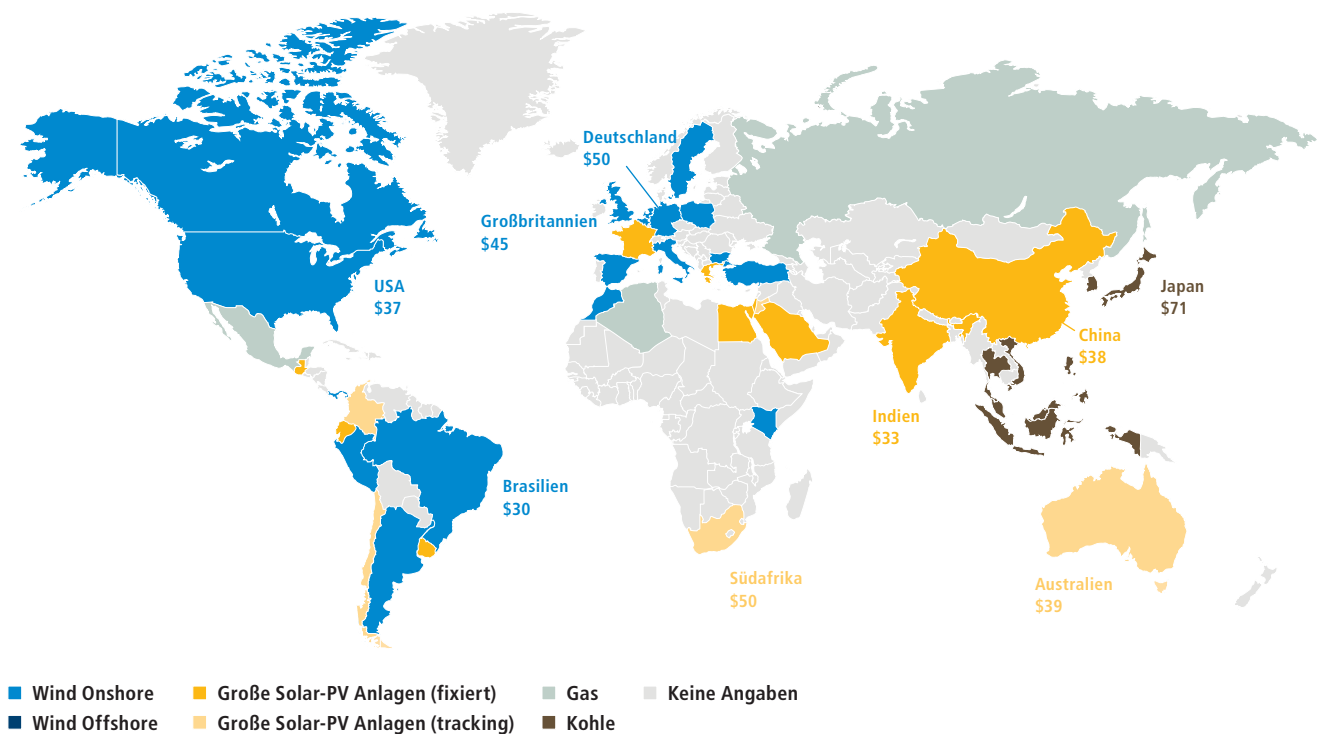 Deutschland
$50
Großbritannien
$45
USA
$37
Japan
$71
China
$38
Indien
$33
Brasilien
$30
Südafrika
$50
Australien
$39
Wind Onshore
Große Solar-PV Anlagen (fixiert)
Gas
Keine Angaben
Wind Offshore
Große Solar-PV Anlagen (tracking)
Kohle